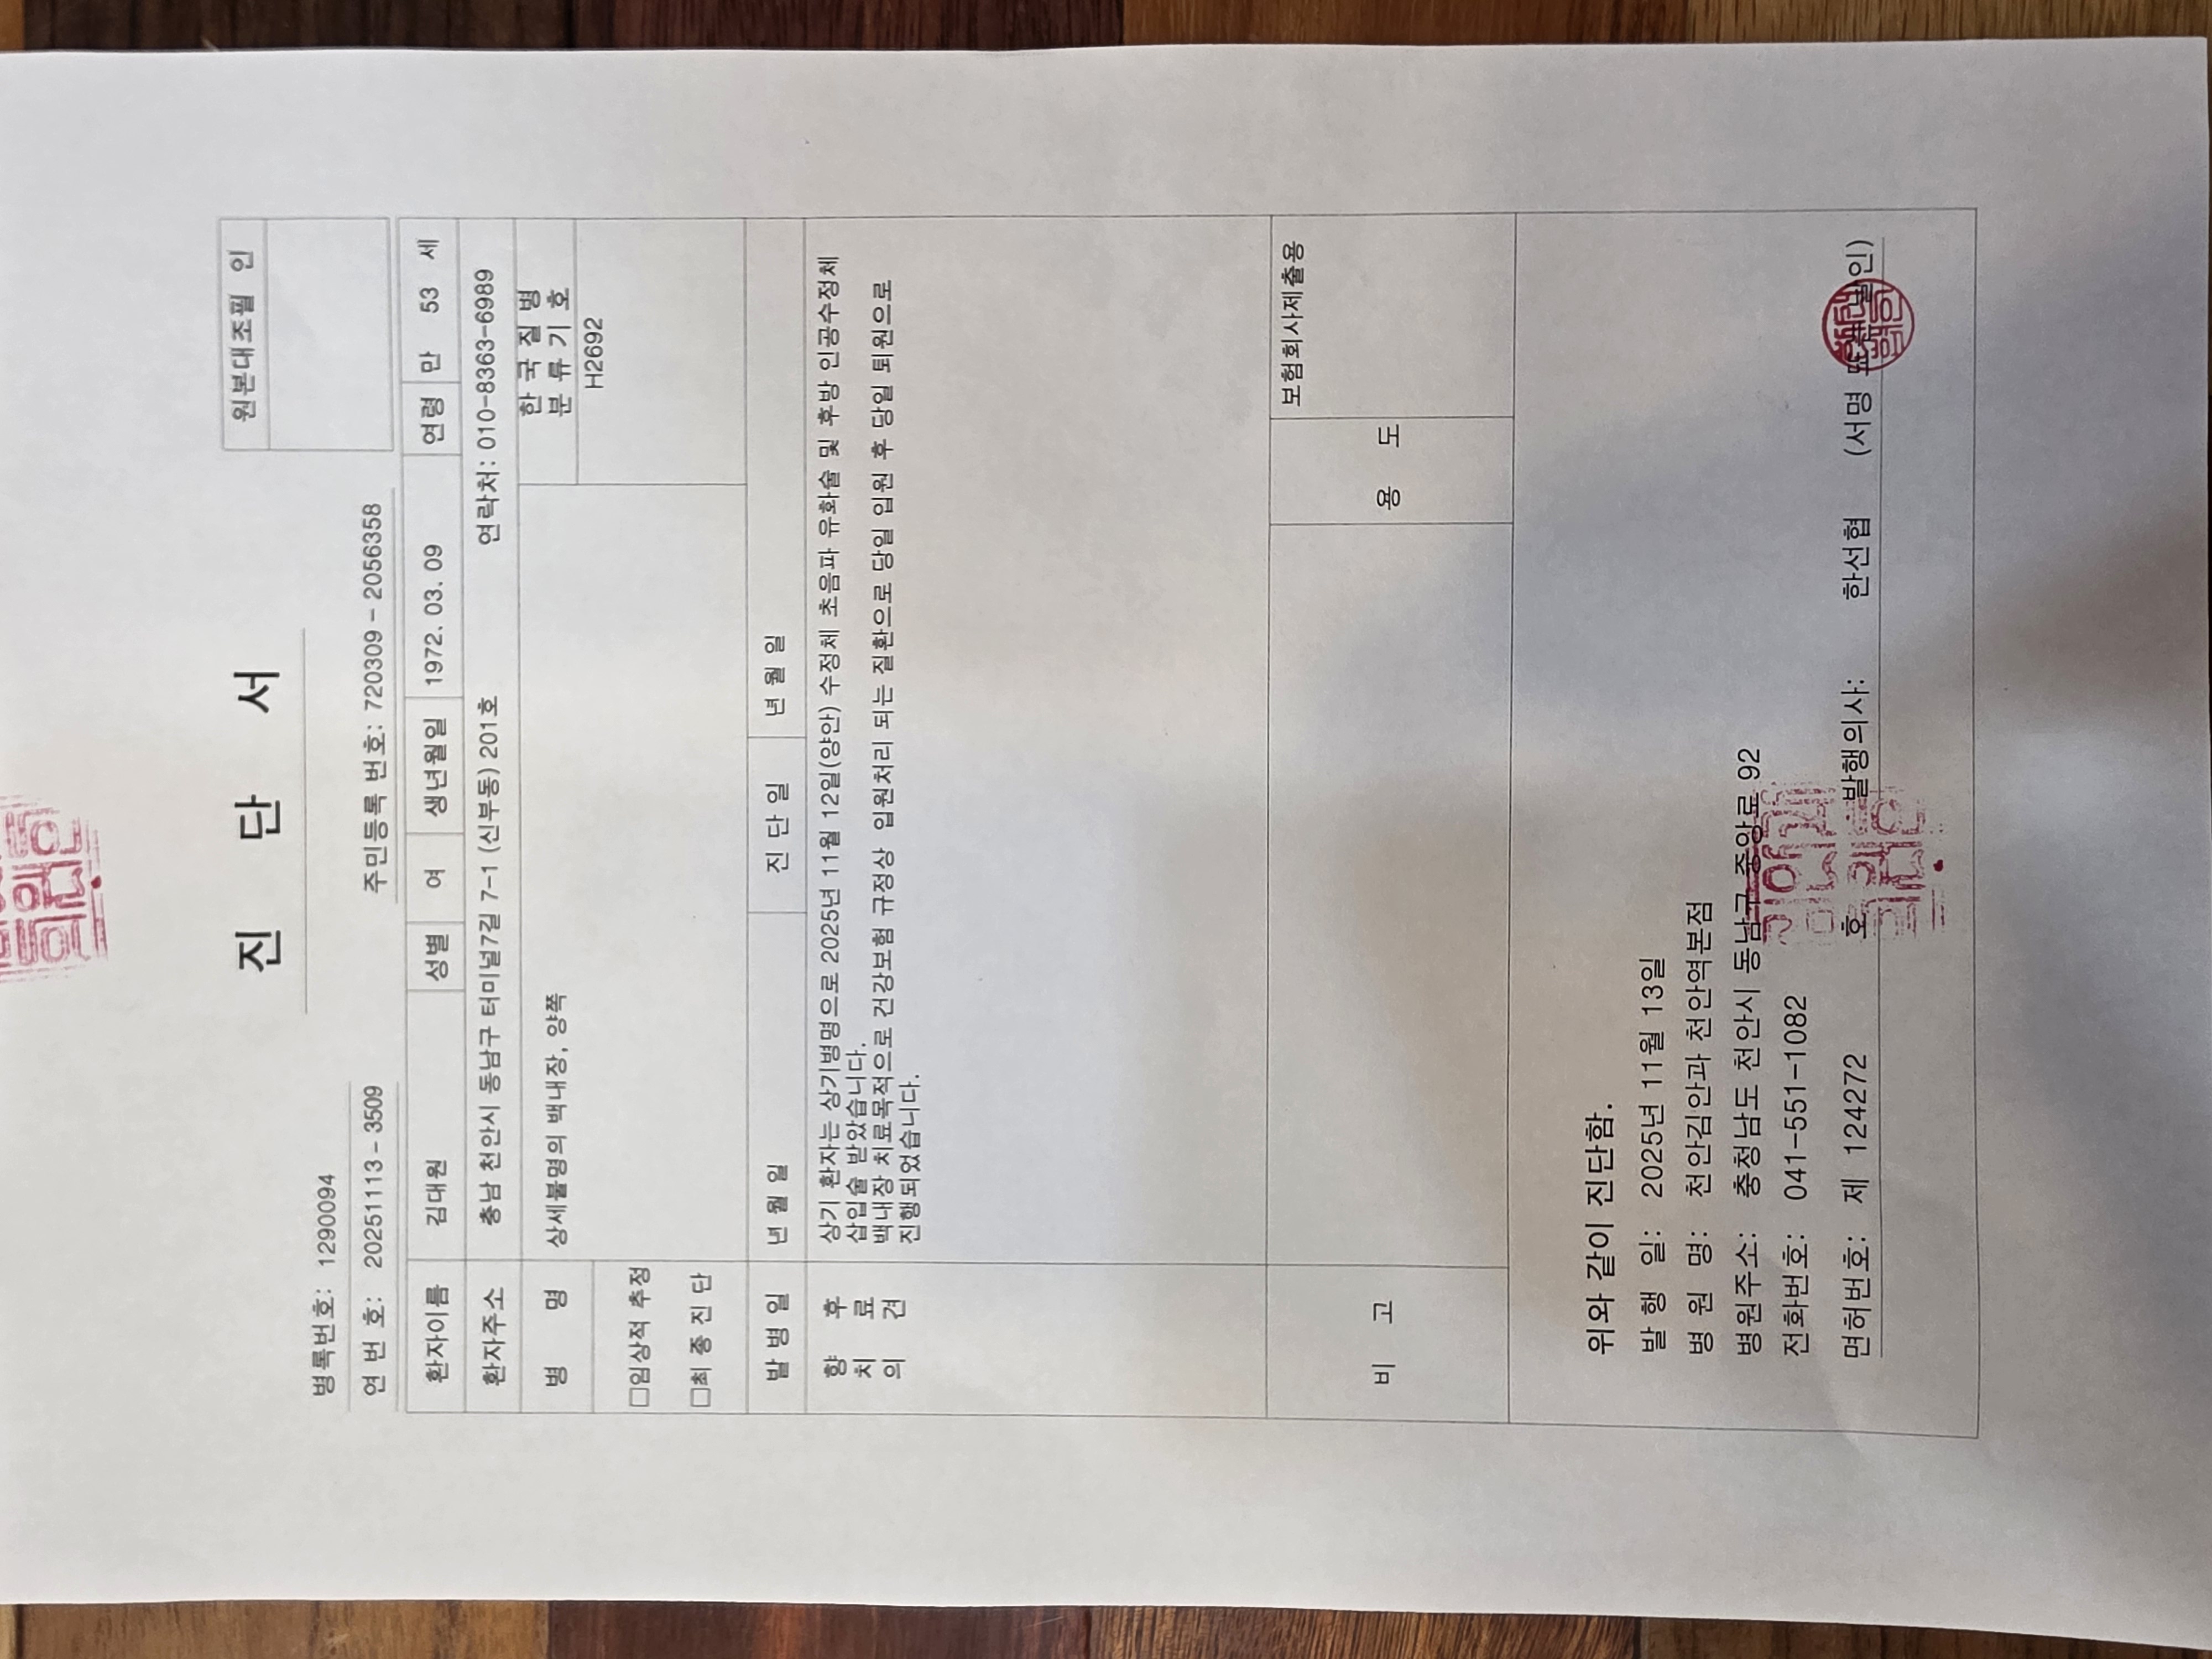 진 단 서
원본대조필 인
병록번호: 1290094
연 번 호: 20251113 - 3509
주민등록 번호: 720309 - 2056358
환자이름 김대원 성별 여 생년월일 1972. 03. 09 연령 만 53 세
환자주소 충남 천안시 동남구 터미널7길 7-1 (신부동) 201호 연락처: 010-8363-6989
병 명
□임상적 추정
□최 종 진 단
상세불명의 백내장, 양쪽
한 국 질 병
분 류 기 호
H2692
발 병 일 년 월 일 진 단 일 년 월 일
향 후
치 료
의 견
상기 환자는 상기병명으로 2025년 11월 12일(양안) 수정체 초음파 유화술 및 후방 인공수정체
삽입술 받았습니다.
백내장 치료목적으로 건강보험 규정상 입원처리 되는 질환으로 당일 입원 후 당일 퇴원으로
진행되었습니다.
비 고
용 도
보험회사제출용
위와 같이 진단함.
발 행 일: 2025년 11월 13일
병 원 명: 천안김안과 천안역본점
병원주소: 충청남도 천안시 동남구 중앙로 92
전화번호: 041-551-1082
면허번호: 제 124272 호 발행의사: 한선협 (서명 또는 날인)